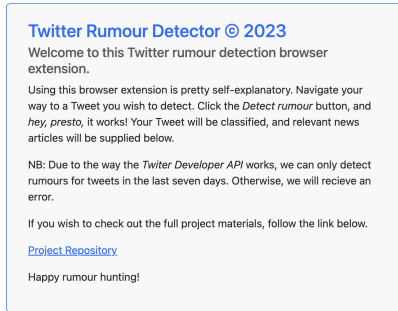 Twitter Rumour Detector © 2023
Welcome to this Twitter rumour detection browser
extension.
Using this browser extension is pretty self-explanatory. Navigate your
way to a Tweet you wish to detect. Click the Detect rumour button, and
hey, presto, it works! Your Tweet will be classified, and relevant news
articles will be supplied below.
NB: Due to the way the Twiter Developer API works, we can only detect
rumours for tweets in the last seven days. Otherwise, we will recieve an
error.
If you wish to check out the full project materials, follow the link below.
Project Repository
Happy rumour hunting!